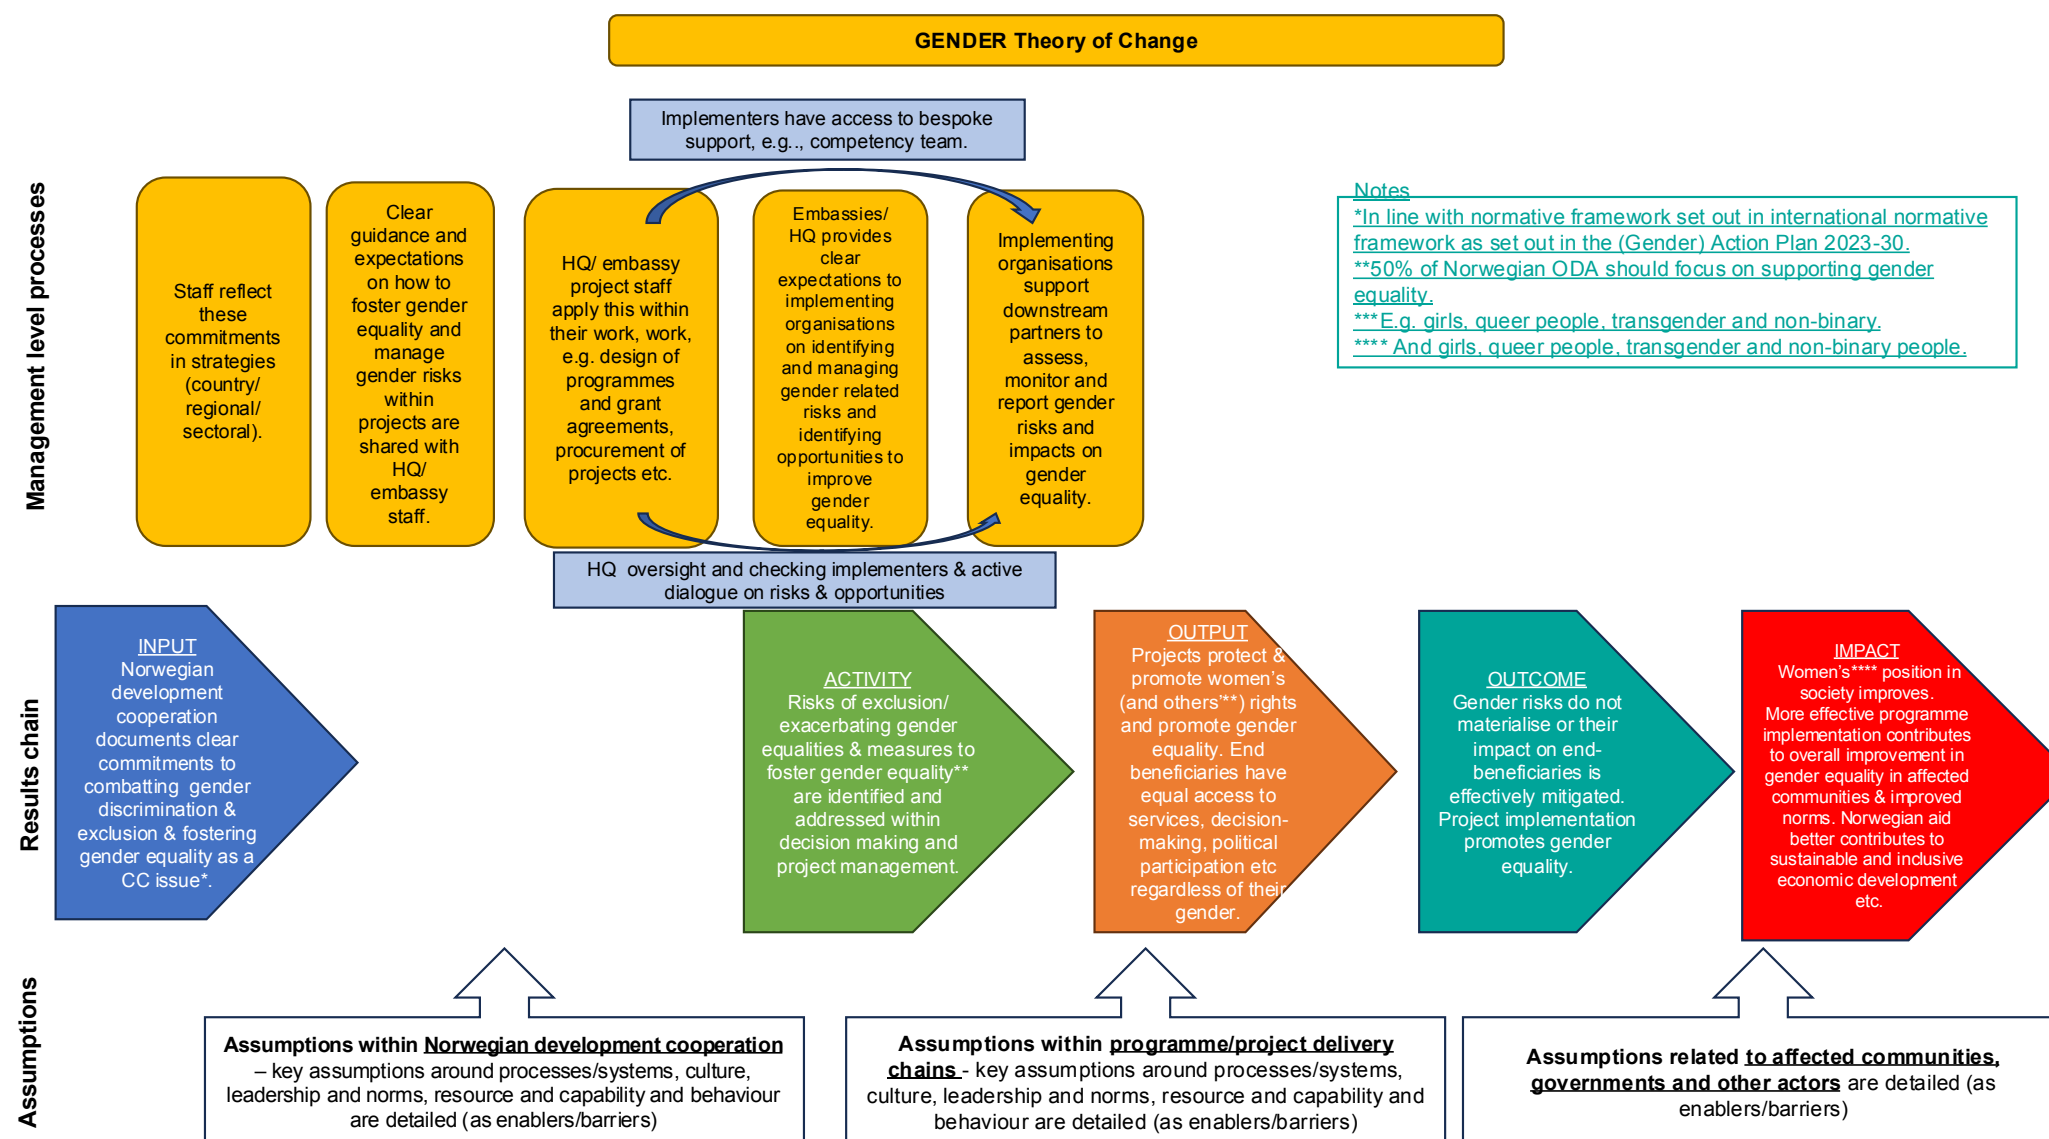 GENDER Theory of Change
Implementers have access to bespoke
support, e.g.., competency team.
Management level processes
Staff reflect
these
commitments
in strategies
(country/
regional/
sectoral).
Clear
guidance and
expectations
on how to
foster gender
equality and
manage
gender risks
within
projects are
shared with
HQ/
embassy
staff.
HQ/ embassy
project staff
apply this within
their work, work,
e.g. design of
programmes
and grant
agreements,
procurement of
projects etc.
Embassies/
HQ provides
clear
expectations to
implementing
organisations
on identifying
and managing
gender related
risks and
identifying
opportunities to
improve
gender
equality.
Implementing
organisations
support
downstream
partners to
assess,
monitor and
report gender
risks and
impacts on
gender
equality.
Notes
*In line with normative framework set out in international normative
framework as set out in the (Gender) Action Plan 2023-30.
**50% of Norwegian ODA should focus on supporting gender
equality.
***E.g. girls, queer people, transgender and non-binary.
**** And girls, queer people, transgender and non-binary people.
HQ oversight and checking implementers & active
dialogue on risks & opportunities
Results chain
INPUT
Norwegian
development
cooperation
documents clear
commitments to
combatting gender
discrimination &
exclusion & fostering
gender equality as a
CC issue*.
ACTIVITY
Risks of exclusion/
exacerbating gender
equalities & measures to
foster gender equality**
are identified and
addressed within
decision making and
project management.
OUTPUT
Projects protect &
promote women's
(and others'**) rights
and promote gender
equality. End
beneficiaries have
equal access to
services, decision-
making, political
participation etc
regardless of their
gender.
OUTCOME
Gender risks do not
materialise or their
impact on end-
beneficiaries is
effectively mitigated.
Project implementation
promotes gender
equality.
IMPACT
Women's**** position in
society improves.
More effective programme
implementation contributes
to overall improvement in
gender equality in affected
communities & improved
norms. Norwegian aid
better contributes to
sustainable and inclusive
economic development
etc.
Assumptions
Assumptions within Norwegian development cooperation
– key assumptions around processes/systems, culture,
leadership and norms, resource and capability and behaviour
are detailed (as enablers/barriers)
Assumptions within programme/project delivery
chains - key assumptions around processes/systems,
culture, leadership and norms, resource and capability and
behaviour are detailed (as enablers/barriers)
Assumptions related to affected communities,
governments and other actors are detailed (as
enablers/barriers)